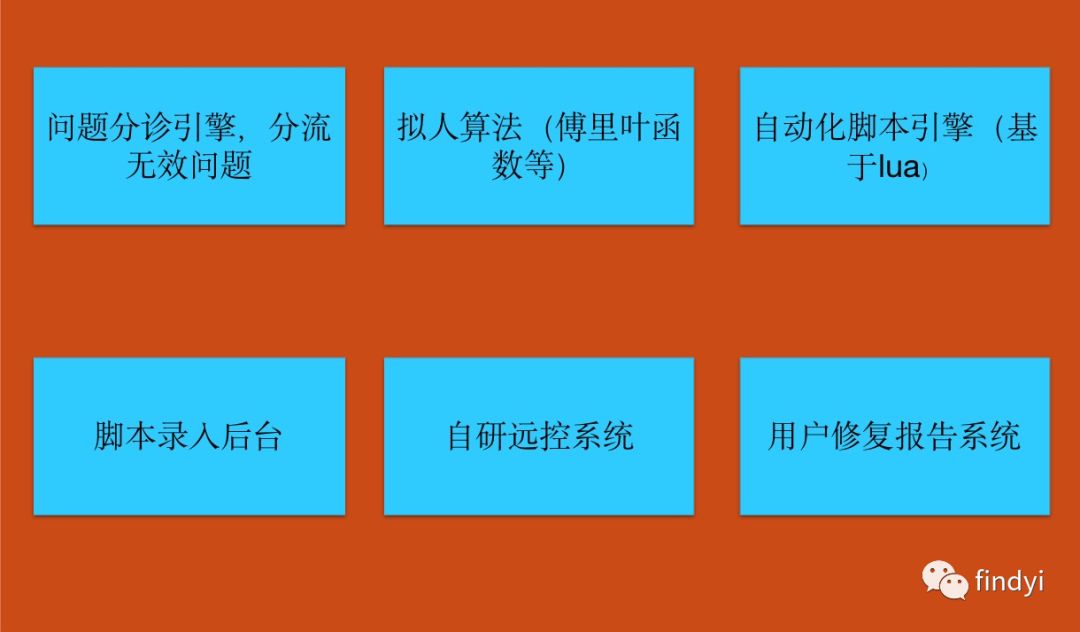 问题分诊引擎，分流
无效问题
拟人算法（傅里叶函
数等）
自动化脚本引擎（基
于lua）
脚本录入后台
自研远控系统
用户修复报告系统
findyi